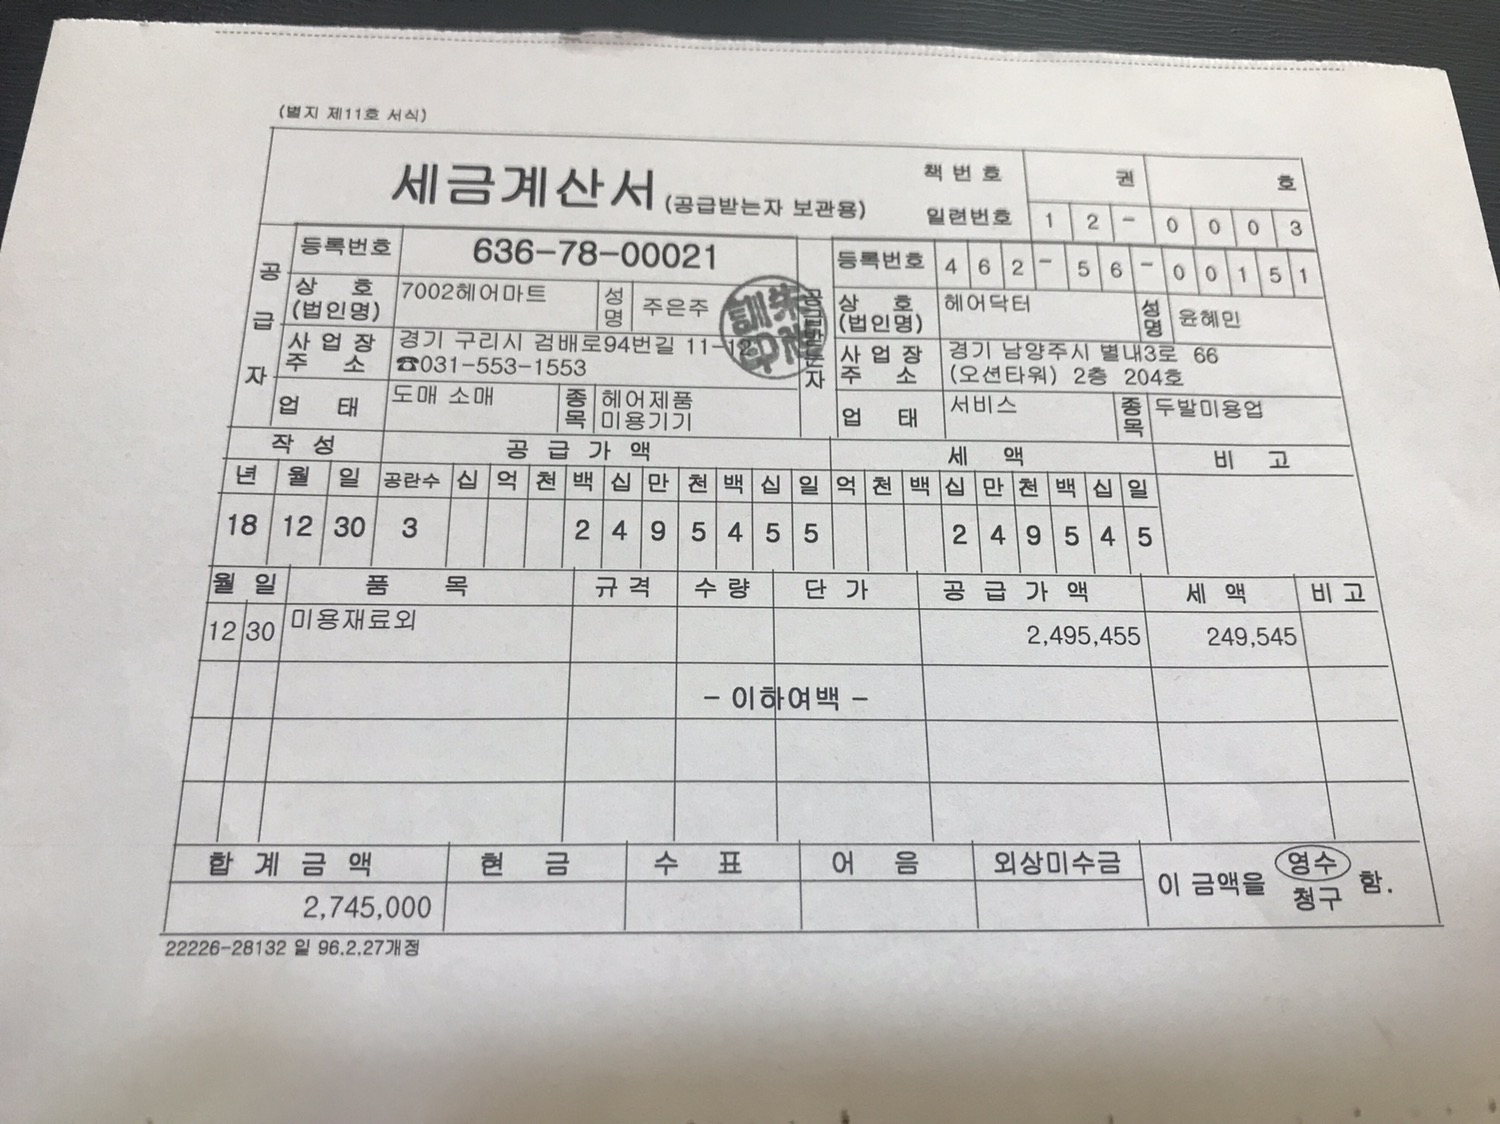 (별지 제11호 서식)
세금계산서 (공급받는자 보관용)
책 번 호 권 호
일련번호 1 2 - 0 0 0 3
공급자
등록번호 636-78-00021
상 호 (법인명) 7002헤어마트 성명 주은주
사업장 주소 경기 구리시 검배로94번길 11-12
☎031-553-1553
업 태 도매 소매 종목 헤어제품 미용기기
공급받는자
등록번호 4 6 2 - 5 6 - 0 0 1 5 1
상 호 (법인명) 헤어닥터 성명 윤혜민
사업장 주소 경기 남양주시 별내3로 66
(오션타워) 2층 204호
업 태 서비스 종목 두발미용업
작 성 공 급 가 액 세 액 비 고
년 월 일 공란수 십 억 천 백 십 만 천 백 십 일 억 천 백 십 만 천 백 십 일
18 12 30 3 2 4 9 5 4 5 5 2 4 9 5 4 5
월 일 품 목 규 격 수 량 단 가 공 급 가 액 세 액 비 고
12 30 미용재료외 2,495,455 249,545
- 이하여백 -
합 계 금 액 현 금 수 표 어 음 외상미수금 이 금액을 영수 청구 함.
2,745,000
22226-28132 일 96.2.27개정